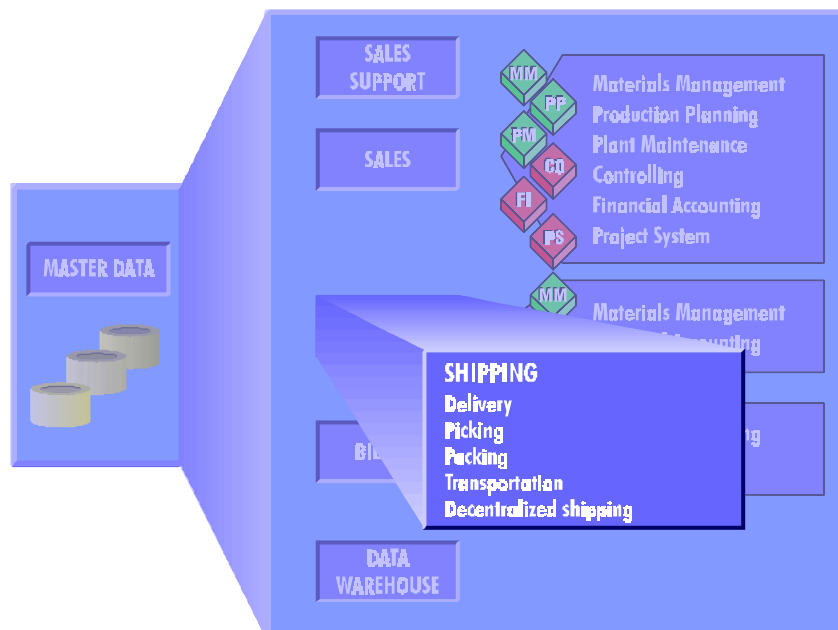 SALES
SUPPORT
MM
Materials Management
PP
Production Planning
PM
Plant Maintenance
SALES
CO
Controlling
FI
Financial Accounting
PS
Project System
MASTER DATA
MM
Materials Management
SHIPPING
Delivery
Picking
Packing
Transportation
Decentralized shipping
DATA
WAREHOUSE